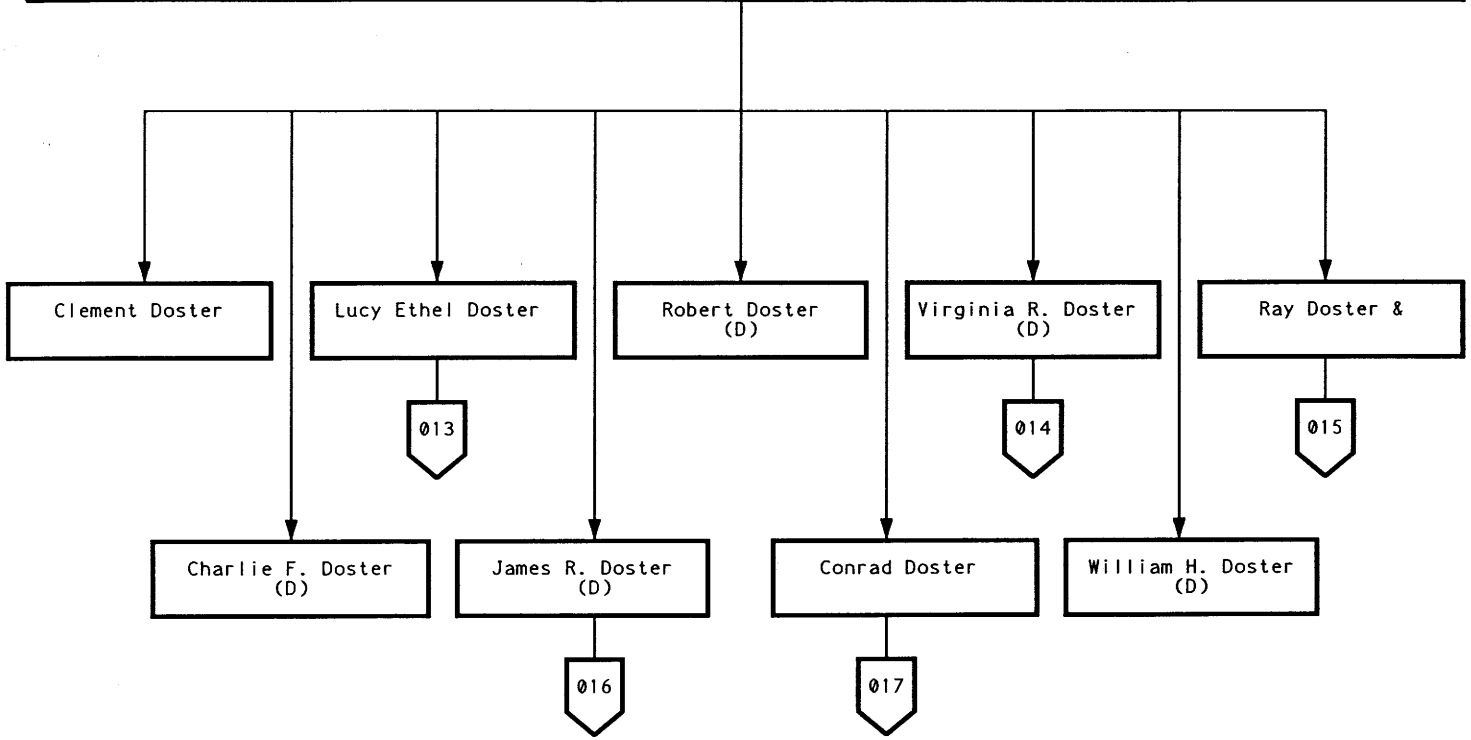 Clement Doster
Lucy Ethel Doster
Robert Doster
(D)
Virginia R. Doster
(D)
Ray Doster &
013
014
015
Charlie F. Doster
(D)
James R. Doster
(D)
Conrad Doster
William H. Doster
(D)
016
017